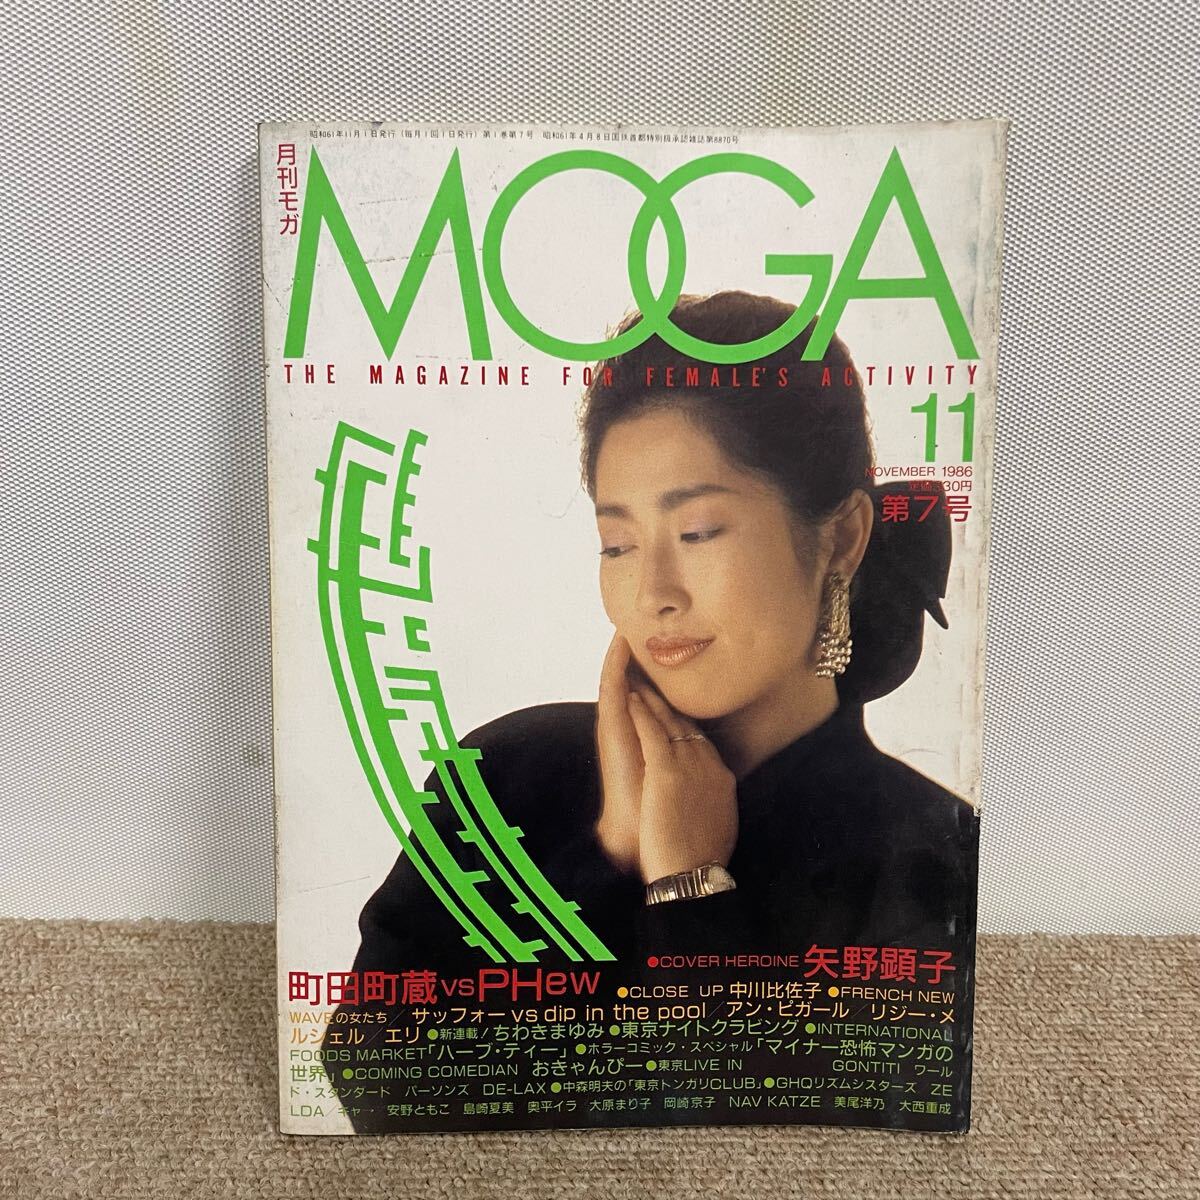 昭和61年11月1日発行(毎月1回1日発行)第1巻第7号 昭和61年4月8日国鉄首都特別級承認雑誌第8870号
月刊モガ
MOGA
THE MAGAZINE FOR FEMALE'S ACTIVITY
11
NOVEMBER 1986
定価330円
第7号
●COVER HEROINE 矢野顕子
町田町蔵vsPHew ●CLOSE UP 中川比佐子 ●FRENCH NEW
WAVEの女たち/サッフォーvs dip in the pool/アン・ピガール/リジー・メ
ルシェル/エリ ●新連載!ちわきまゆみ ●東京ナイトクラビング ●INTERNATIONAL
FOODS MARKET「ハーブ・ティー」●ホラーコミック・スペシャル「マイナー恐怖マンガの
世界」●COMING COMEDIAN おきゃんぴー ●東京LIVE IN GONTITI ワール
ド・スタンダード パーソンズ DE-LAX ●中森明夫の「東京トンガリCLUB」●GHQリズムシスターズ ZE
LDA/キャ 安野ともこ 島崎夏美 奥平イラ 大原まり子 岡崎京子 NAV KATZE 美尾洋乃 大西重成